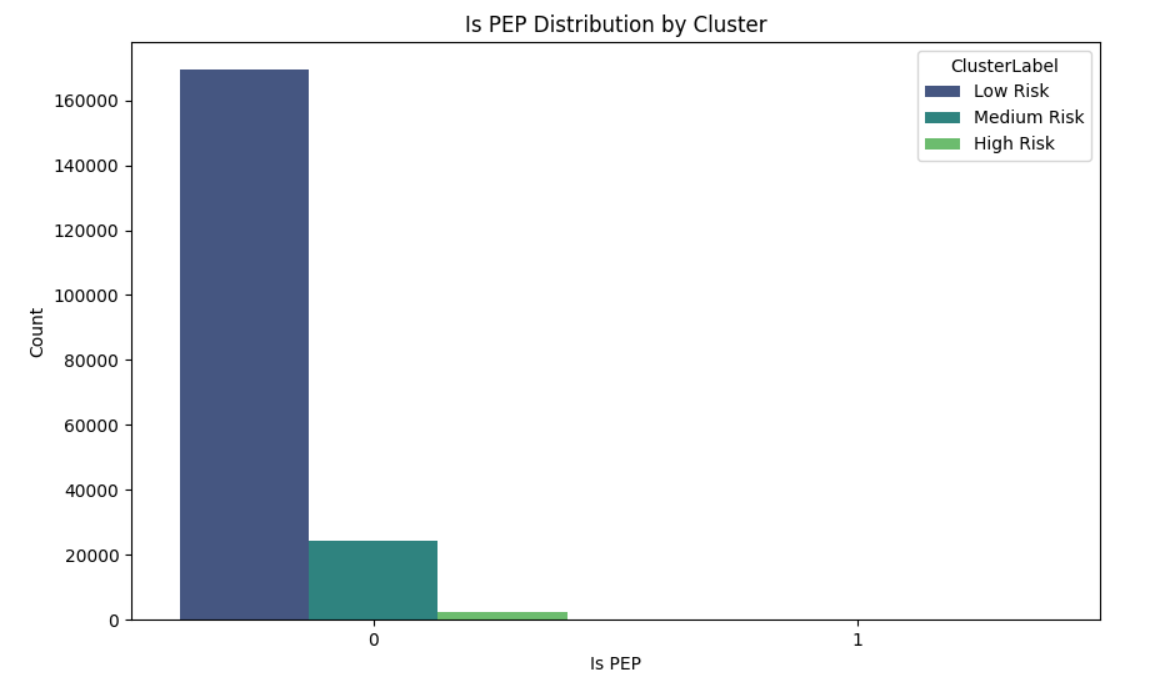 Is PEP Distribution by Cluster
ClusterLabel
Low Risk
Medium Risk
High Risk
Count
160000
140000
120000
100000
80000
60000
40000
20000
0
0 1
Is PEP